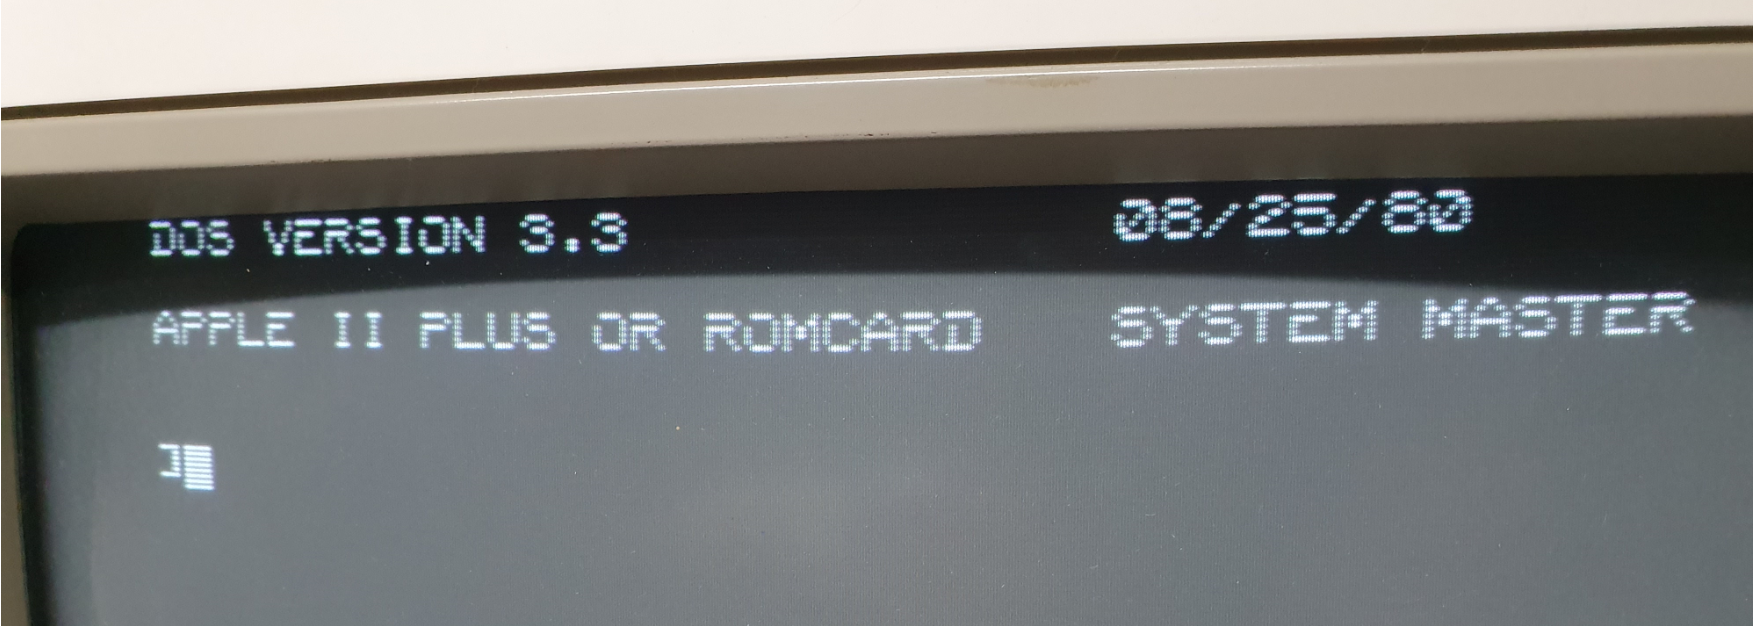 DOS VERSION 3.3 08/25/80
APPLE II PLUS OR ROMCARD SYSTEM MASTER
]